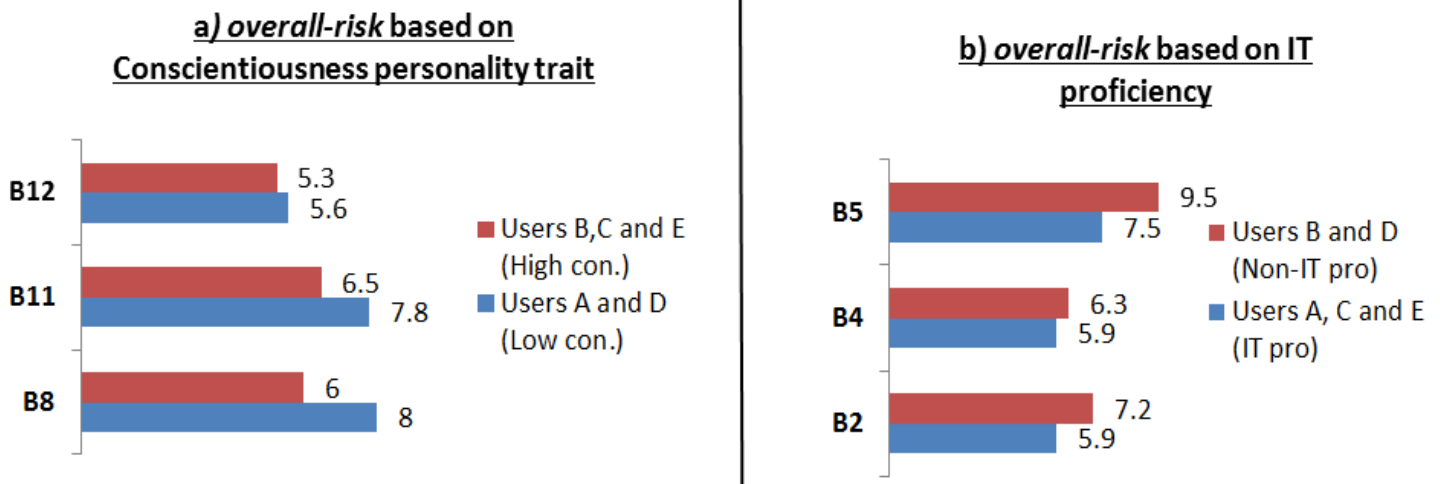 a) overall-risk based on
Conscientiousness personality trait
B12
5.3
5.6
B11
6.5
7.8
B8
6
8
Users B,C and E
(High con.)
Users A and D
(Low con.)
b) overall-risk based on IT
proficiency
B5
9.5
7.5
B4
6.3
5.9
B2
7.2
5.9
Users B and D
(Non-IT pro)
Users A, C and E
(IT pro)